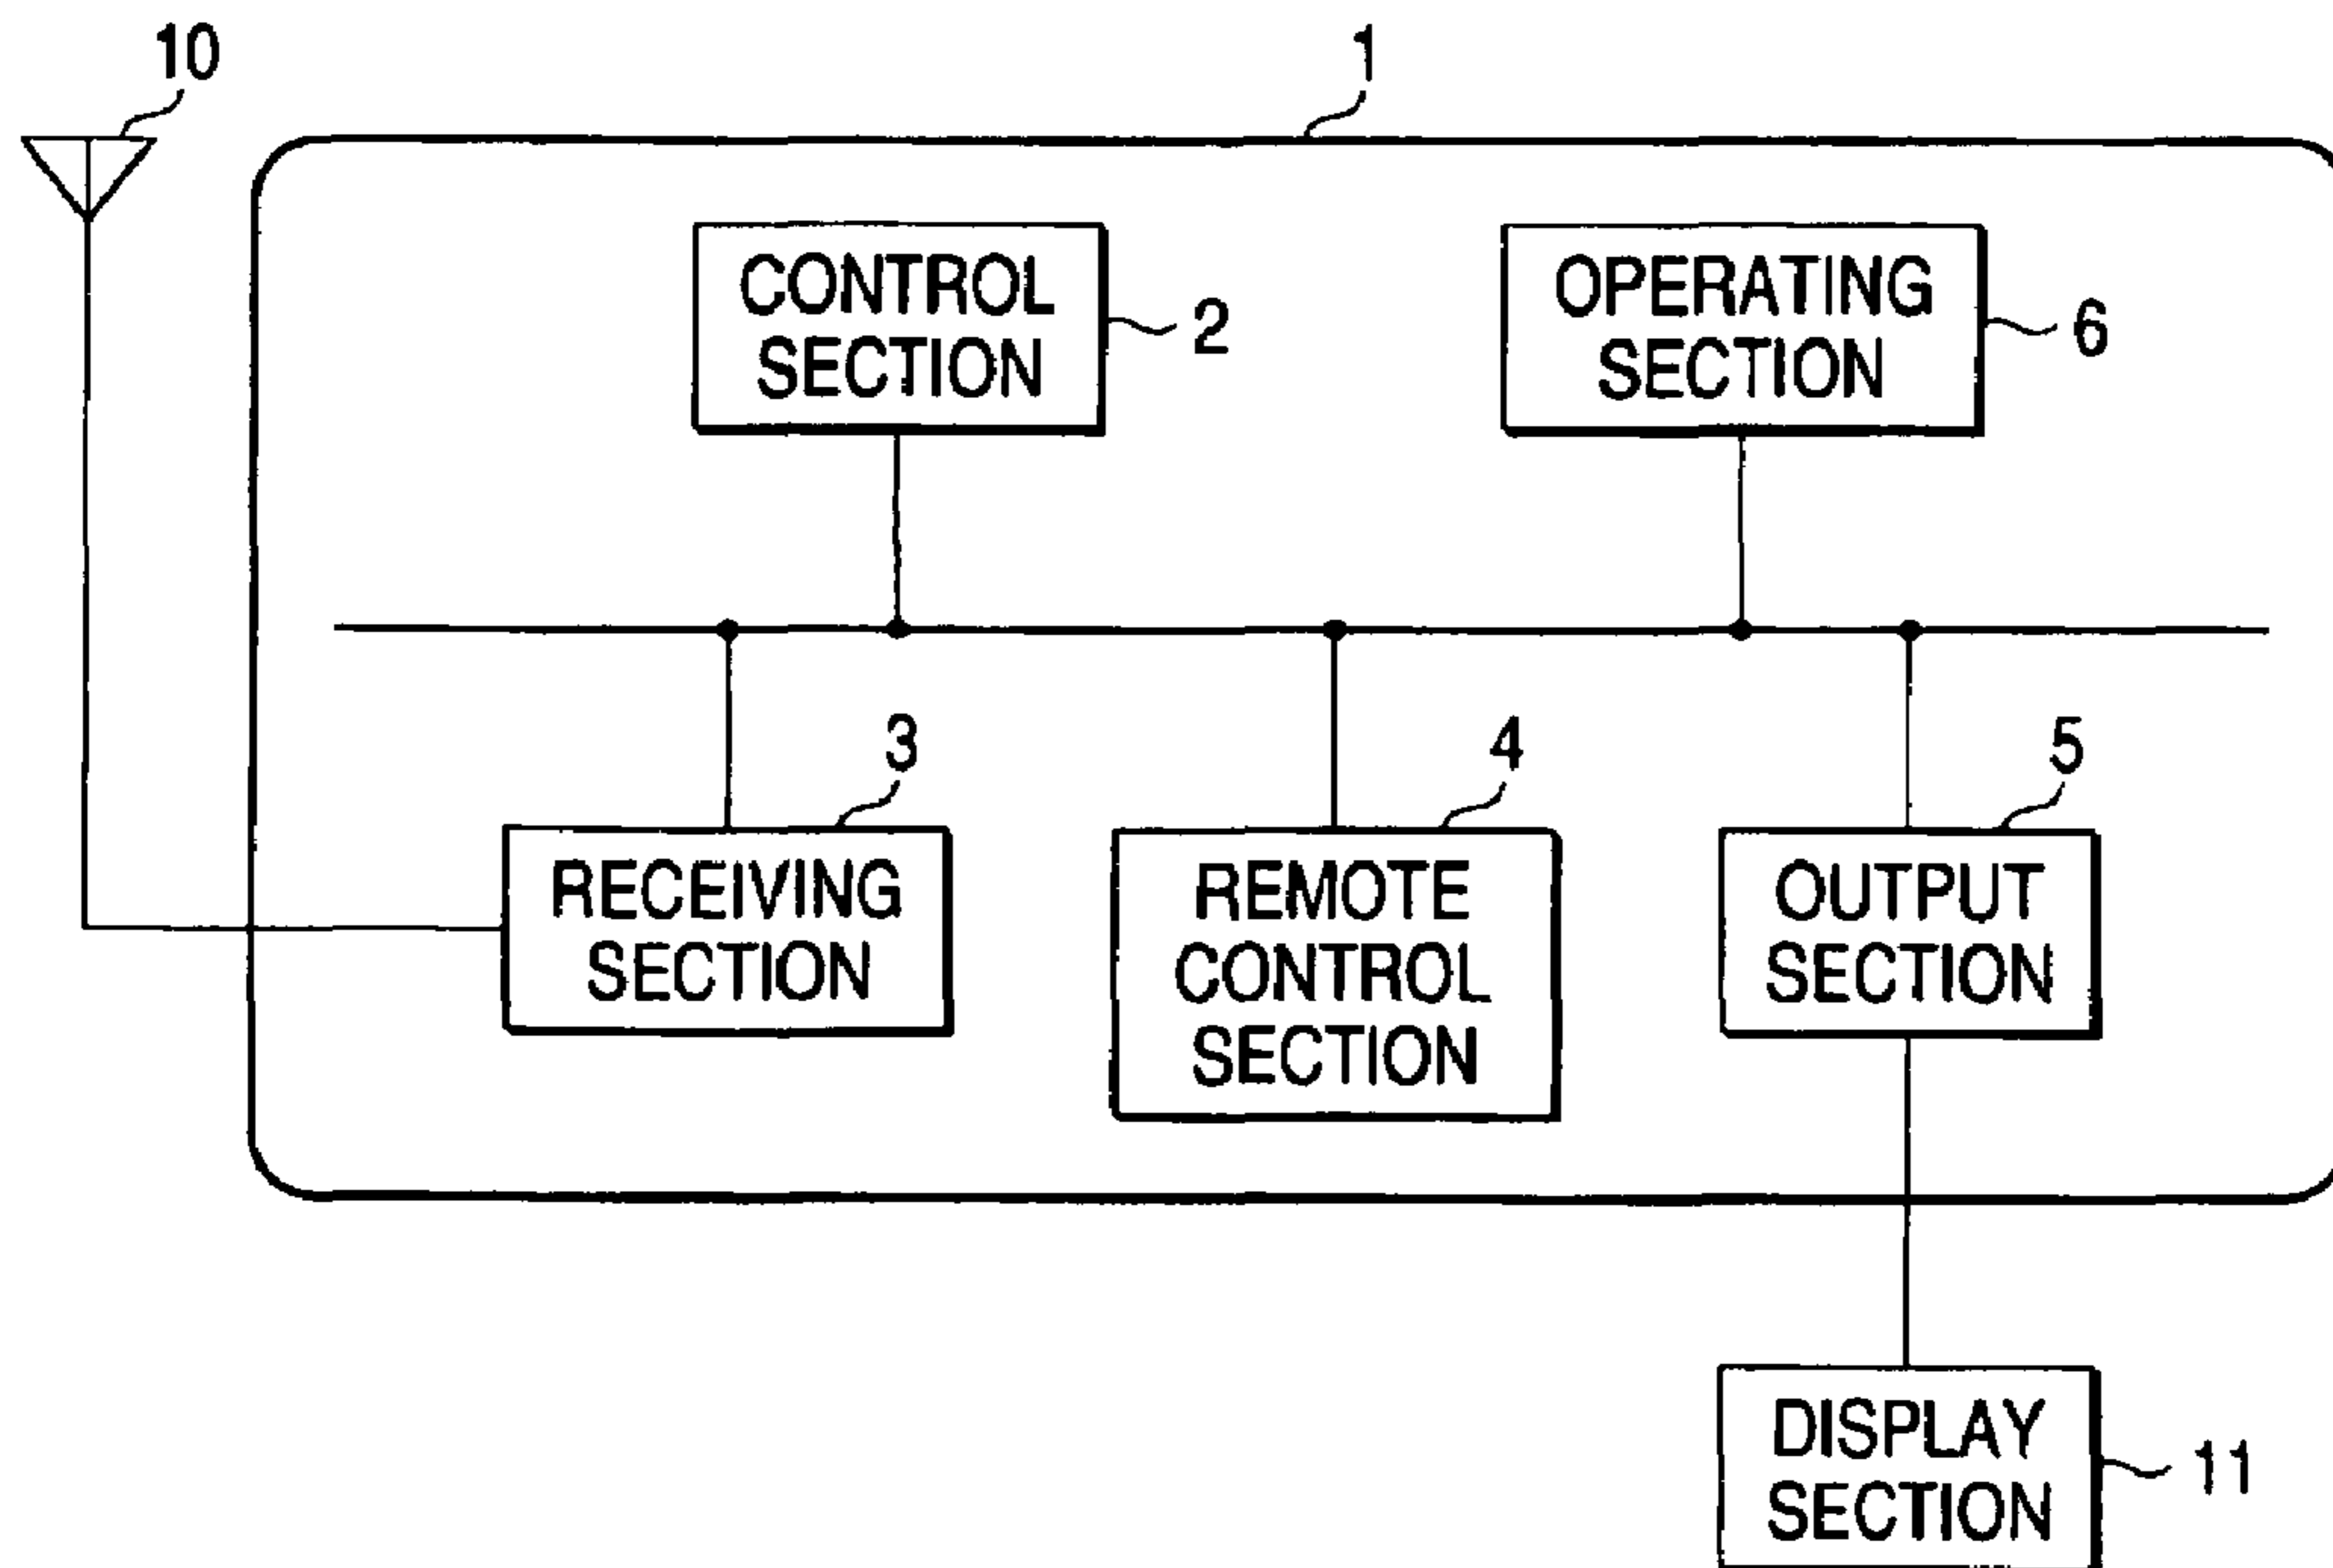 10
1
CONTROL
SECTION
2
OPERATING
SECTION
6
3
4
5
RECEIVING
SECTION
REMOTE
CONTROL
SECTION
OUTPUT
SECTION
DISPLAY
SECTION
11